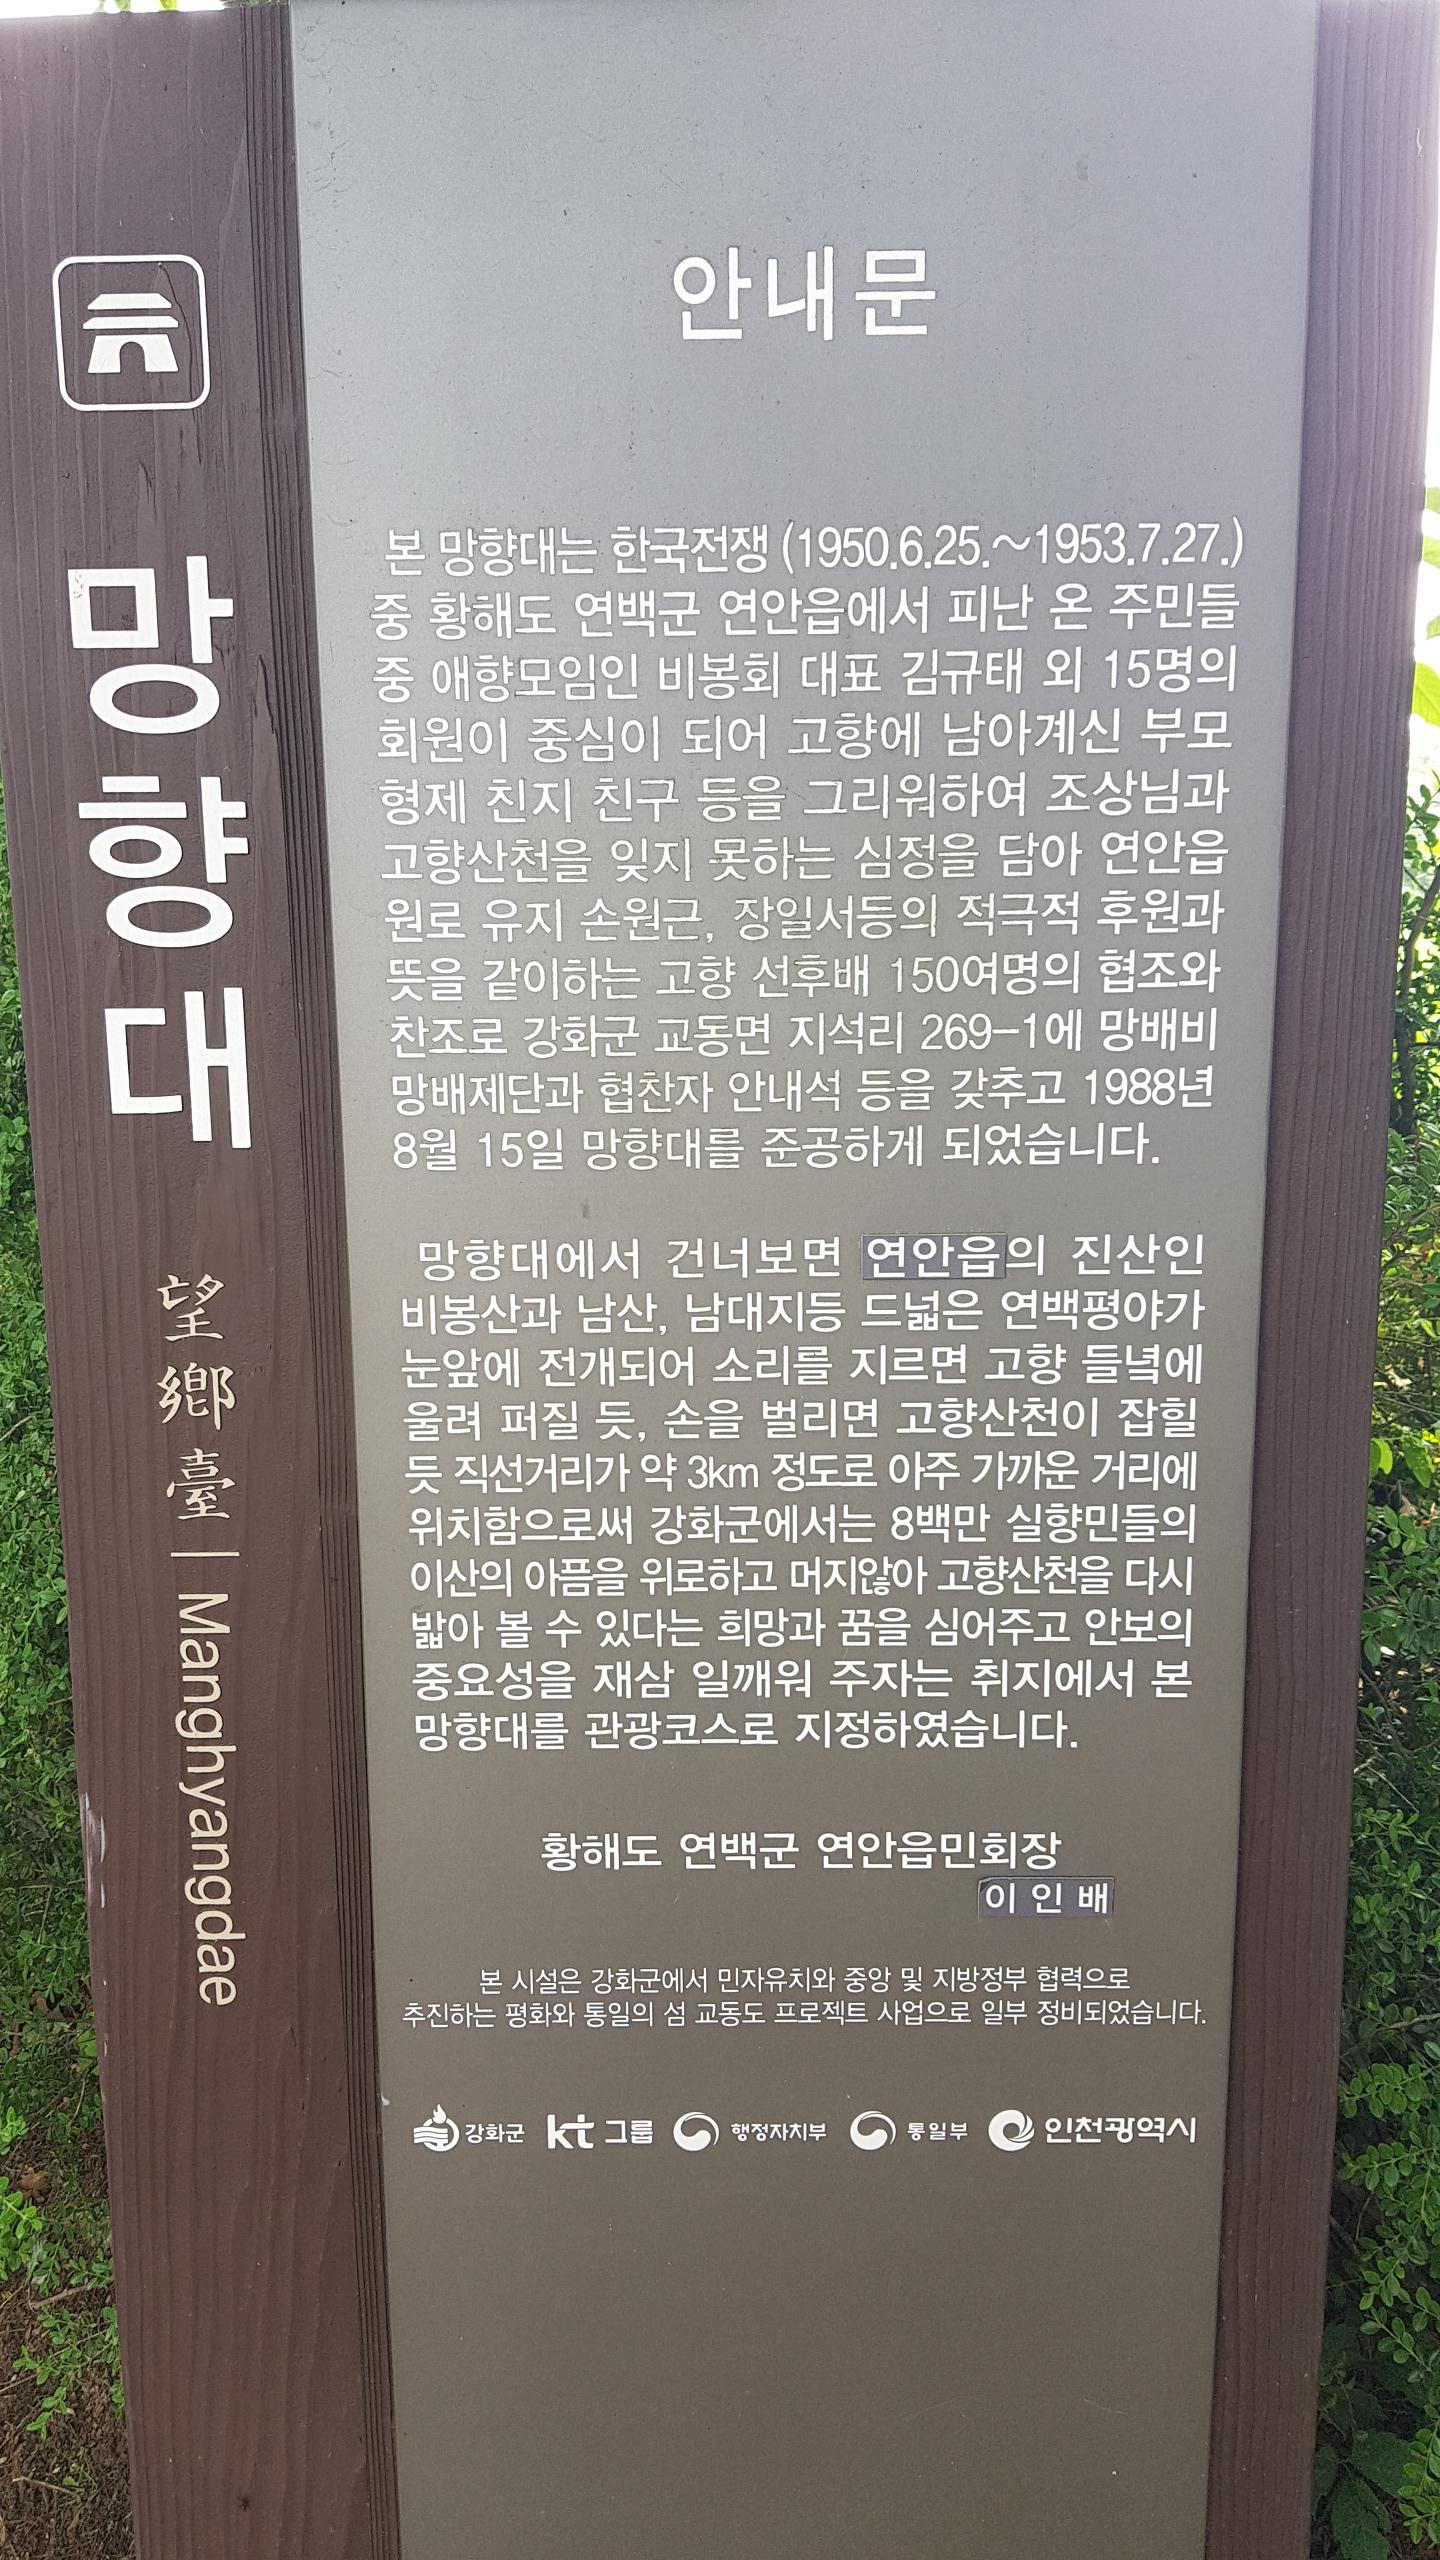 망향대 望鄕臺 | Manghyangdae
안내문
본 망향대는 한국전쟁 (1950.6.25.~1953.7.27.)
중 황해도 연백군 연안읍에서 피난 온 주민들
중 애향모임인 비봉회 대표 김규태 외 15명의
회원이 중심이 되어 고향에 남아계신 부모
형제 친지 친구 등을 그리워하여 조상님과
고향산천을 잊지 못하는 심정을 담아 연안읍
원로 유지 손원근, 장일서등의 적극적 후원과
뜻을 같이하는 고향 선후배 150여명의 협조와
찬조로 강화군 교동면 지석리 269-1에 망배비
망배제단과 협찬자 안내석 등을 갖추고 1988년
8월 15일 망향대를 준공하게 되었습니다.
망향대에서 건너보면 연안읍의 진산인
비봉산과 남산, 남대지등 드넓은 연백평야가
눈앞에 전개되어 소리를 지르면 고향 들녘에
울려 퍼질 듯, 손을 벌리면 고향산천이 잡힐
듯 직선거리가 약 3km 정도로 아주 가까운 거리에
위치함으로써 강화군에서는 8백만 실향민들의
이산의 아픔을 위로하고 머지않아 고향산천을 다시
밟아 볼 수 있다는 희망과 꿈을 심어주고 안보의
중요성을 재삼 일깨워 주자는 취지에서 본
망향대를 관광코스로 지정하였습니다.
황해도 연백군 연안읍민회장
이 인 배
본 시설은 강화군에서 민자유치와 중앙 및 지방정부 협력으로
추진하는 평화와 통일의 섬 교동도 프로젝트 사업으로 일부 정비되었습니다.
강화군 kt 그룹 행정자치부 통일부 인천광역시